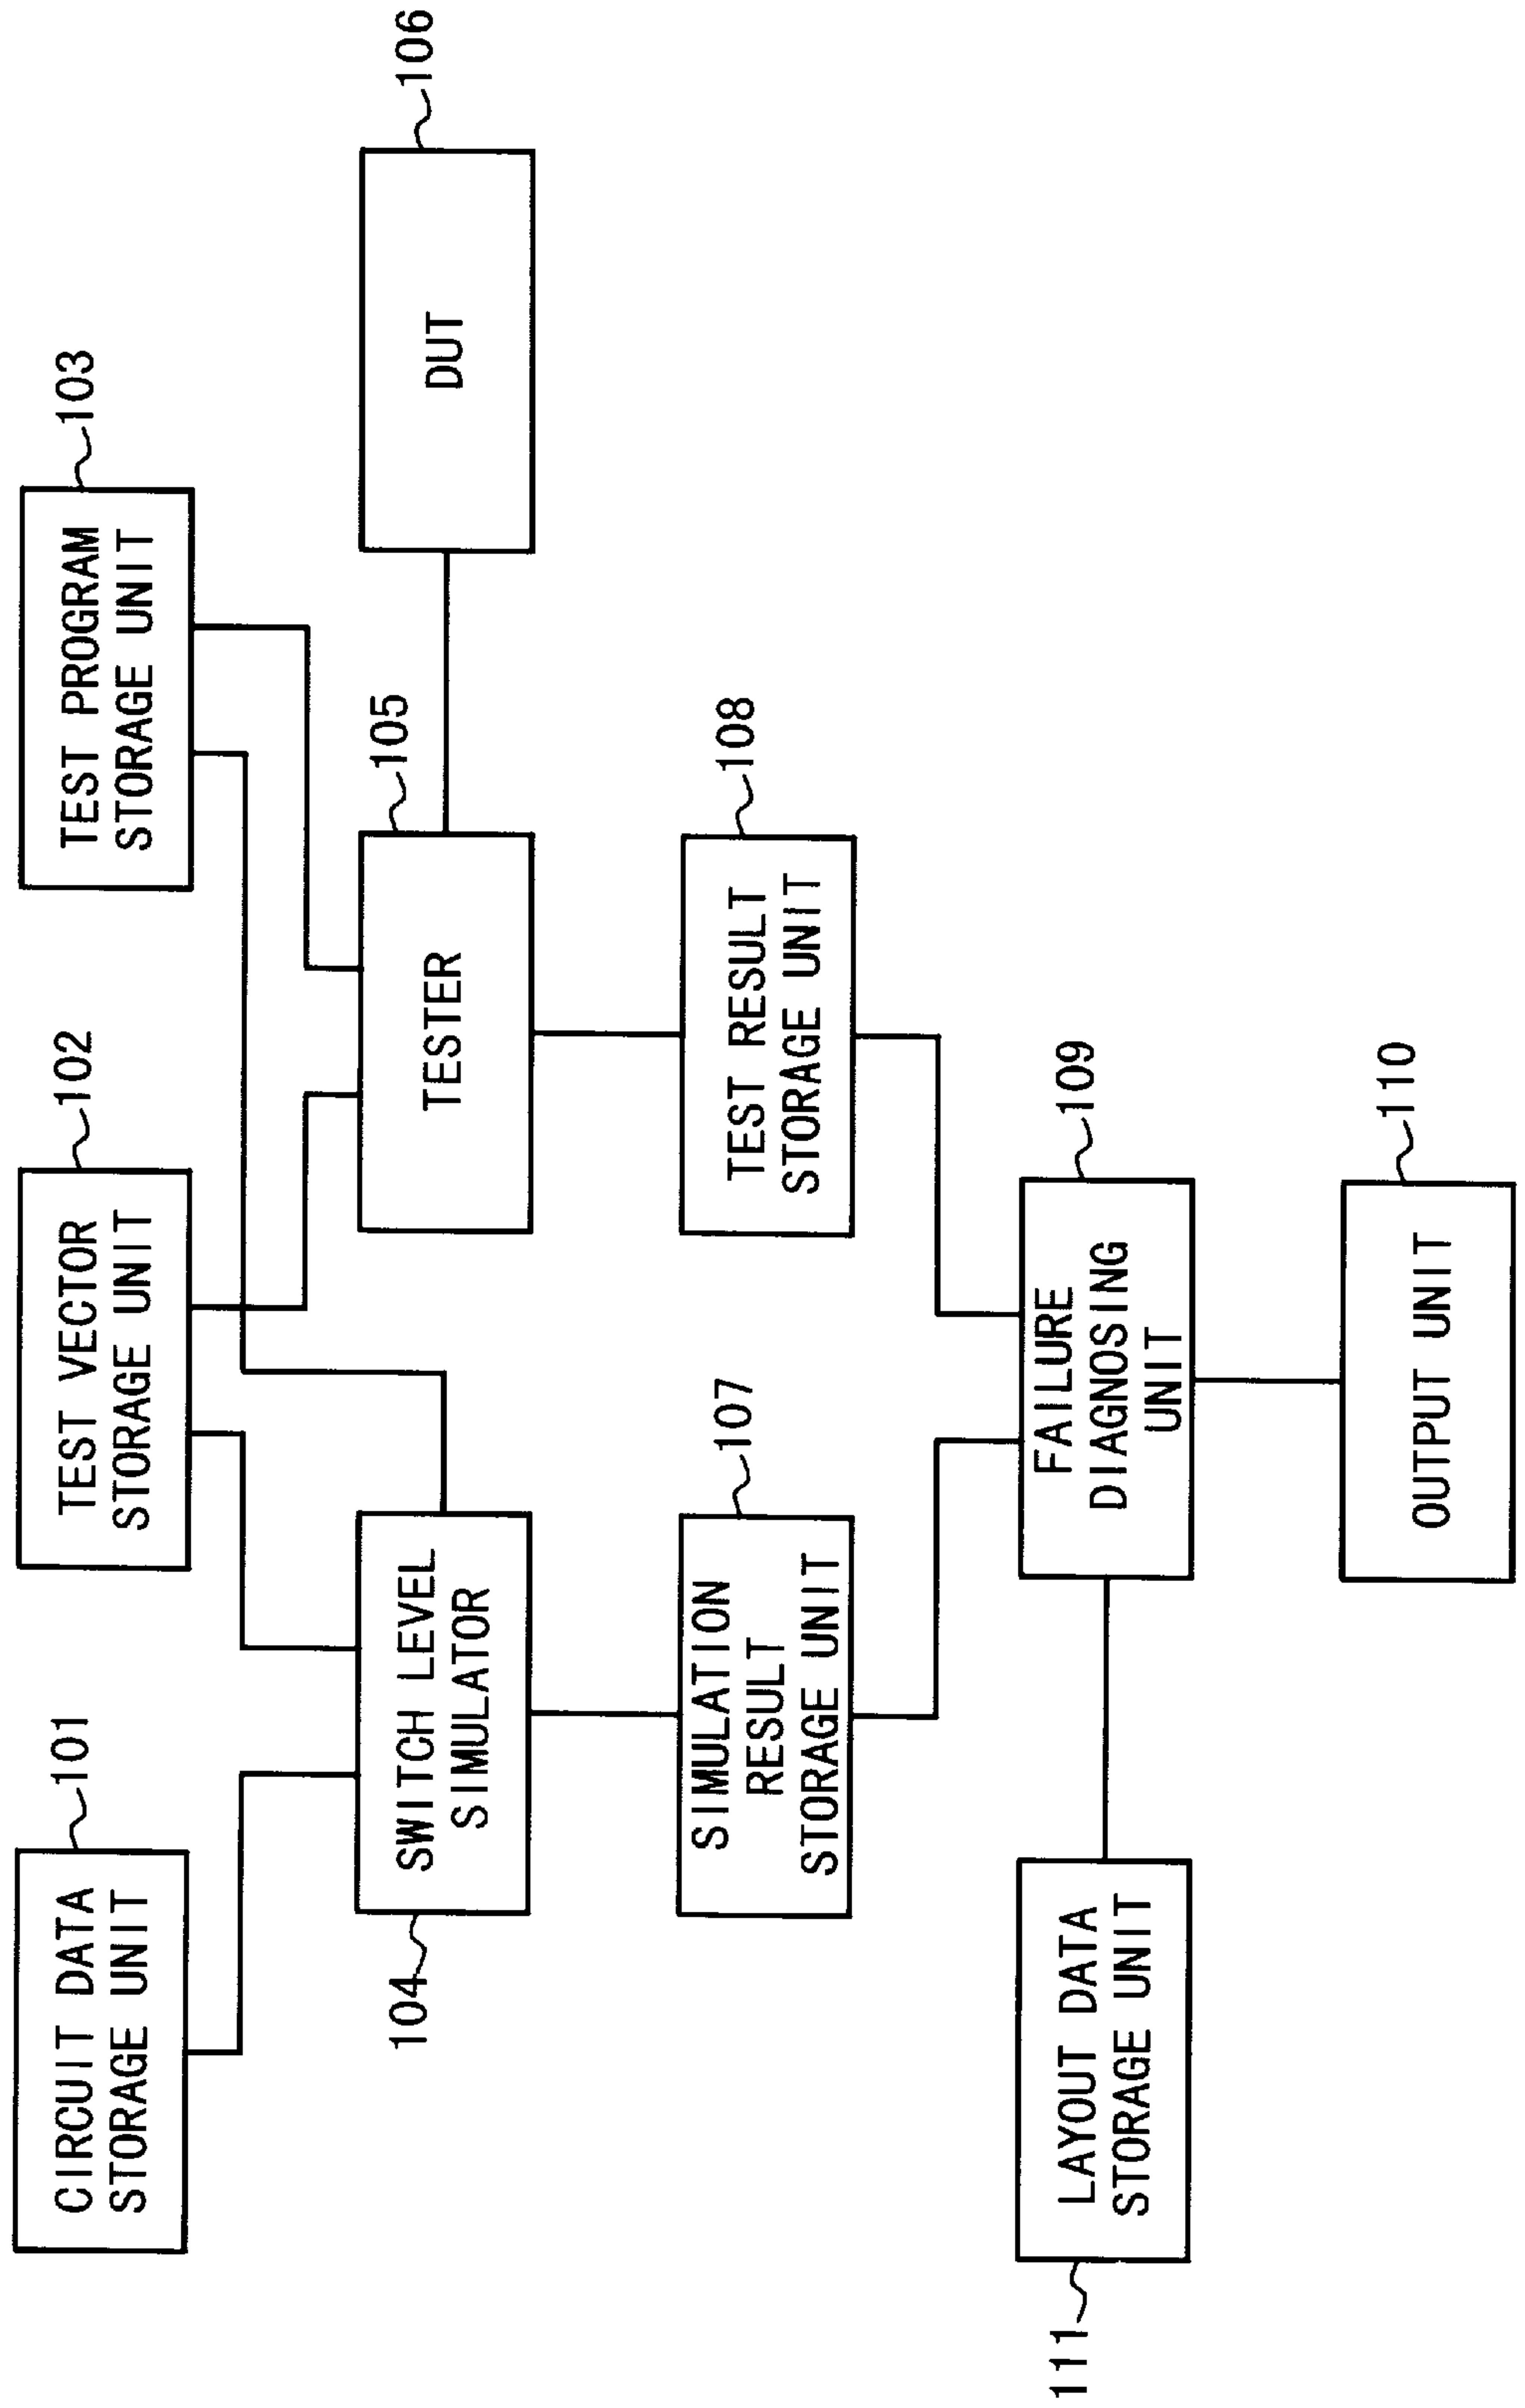 101
CIRCUIT DATA
STORAGE UNIT
102
TEST VECTOR
STORAGE UNIT
103
TEST PROGRAM
STORAGE UNIT
104
SWITCH LEVEL
SIMULATOR
105
TESTER
106
DUT
107
SIMULATION
RESULT
STORAGE UNIT
108
TEST RESULT
STORAGE UNIT
111
LAYOUT DATA
STORAGE UNIT
109
FAILURE
DIAGNOSING
UNIT
110
OUTPUT UNIT